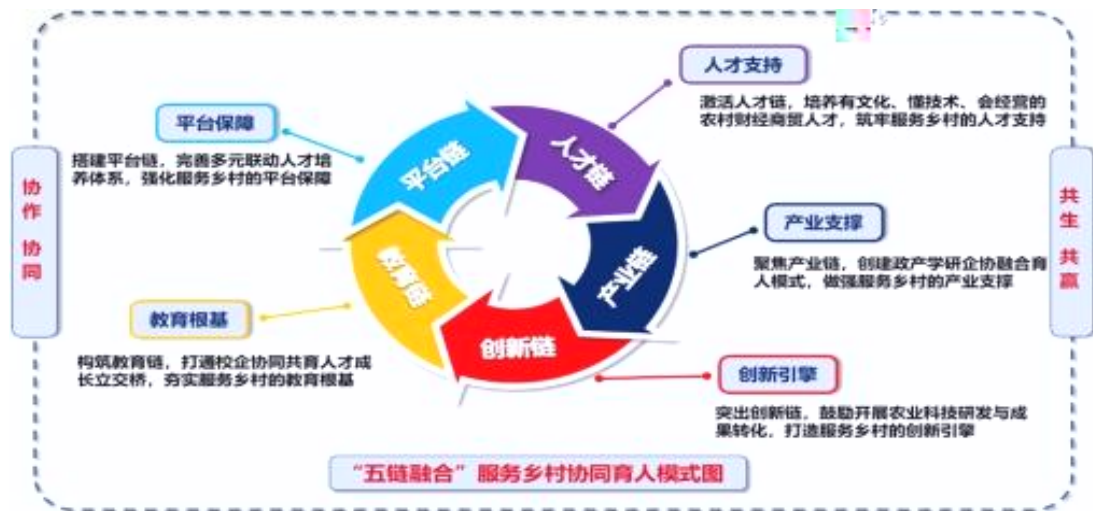 人才支持
激活人才链，培养有文化、懂技术、会经营的
农村财经商贸人才，筑牢服务乡村的人才支持
平台保障
搭建平台链，完善多元联动人才培
养体系，强化服务乡村的平台保障
平台链
人才链
协作 协同
共生 共赢
产业支撑
聚焦产业链，创建政产学研企协融合育
人模式，做强服务乡村的产业支撑
教育链
产业链
创新链
教育根基
构筑教育链，打通校企协同共育人才成
长立交桥，夯实服务乡村的教育根基
创新引擎
突出创新链，鼓励开展农业科技研发与成
果转化，打造服务乡村的创新引擎
“五链融合”服务乡村协同育人模式图